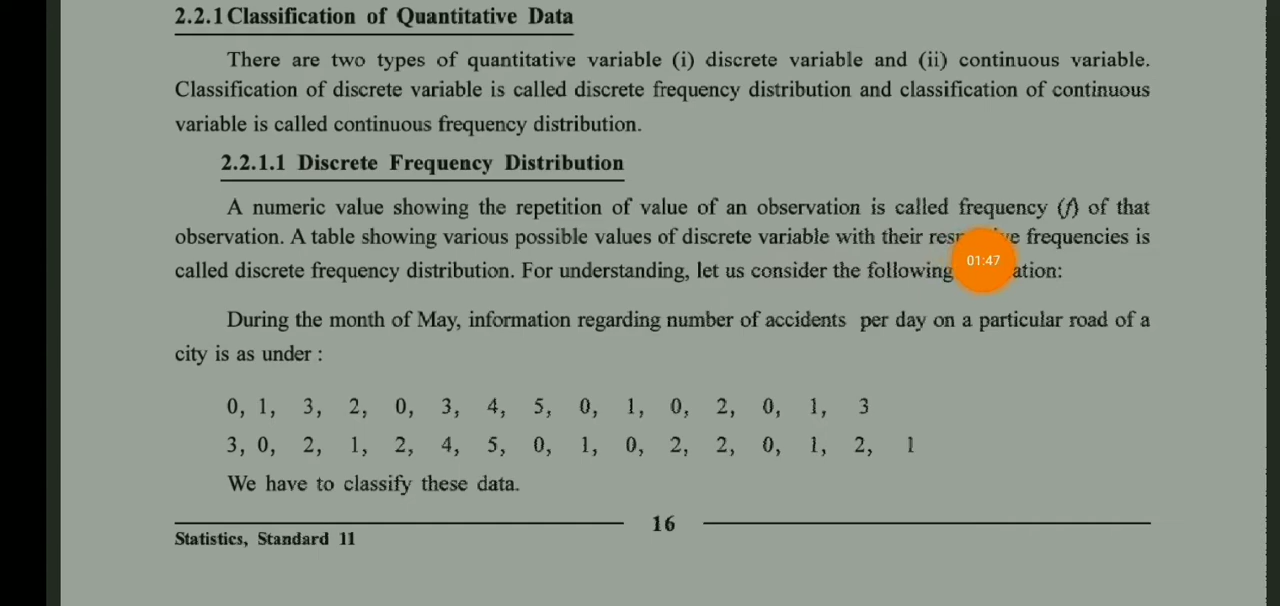 2.2.1 Classification of Quantitative Data
There are two types of quantitative variable (i) discrete variable and (ii) continuous variable.
Classification of discrete variable is called discrete frequency distribution and classification of continuous
variable is called continuous frequency distribution.
2.2.1.1 Discrete Frequency Distribution
A numeric value showing the repetition of value of an observation is called frequency (f) of that
observation. A table showing various possible values of discrete variable with their frequencies is
called discrete frequency distribution. For understanding, let us consider the following
01:47
During the month of May, information regarding number of accidents per day on a particular road of a
city is as under :
0, 1, 3, 2, 0, 3, 4, 5, 0, 1, 0, 2, 0, 1, 3
3, 0, 2, 1, 2, 4, 5, 0, 1, 0, 2, 2, 0, 1, 2, 1
We have to classify these data.
16
Statistics, Standard 11